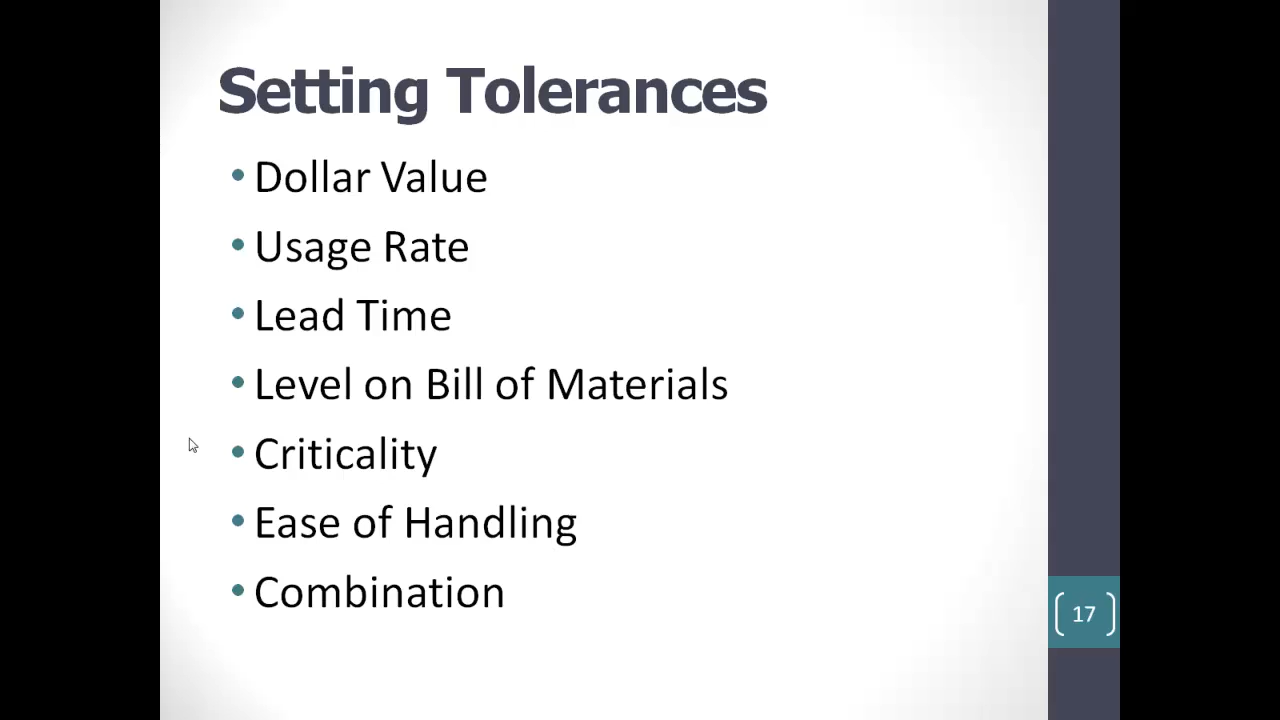 Setting Tolerances
• Dollar Value
• Usage Rate
• Lead Time
• Level on Bill of Materials
• Criticality
• Ease of Handling
• Combination
17